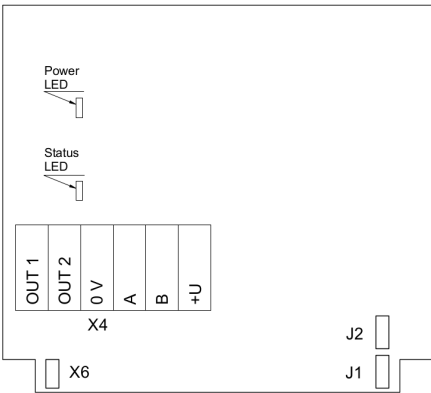 Power
LED
Status
LED
OUT 1
OUT 2
0 V
A
B
+U
X4
J2
X6
J1